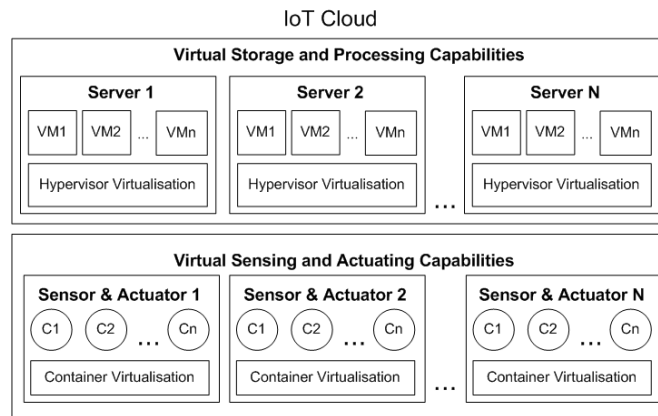 IoT Cloud
Virtual Storage and Processing Capabilities
Server 1
VM1 VM2 ... VMn
Hypervisor Virtualisation
Server 2
VM1 VM2 ... VMn
Hypervisor Virtualisation
...
Server N
VM1 VM2 ... VMn
Hypervisor Virtualisation
Virtual Sensing and Actuating Capabilities
Sensor & Actuator 1
C1 C2 ... Cn
Container Virtualisation
Sensor & Actuator 2
C1 C2 ... Cn
Container Virtualisation
...
Sensor & Actuator N
C1 C2 ... Cn
Container Virtualisation